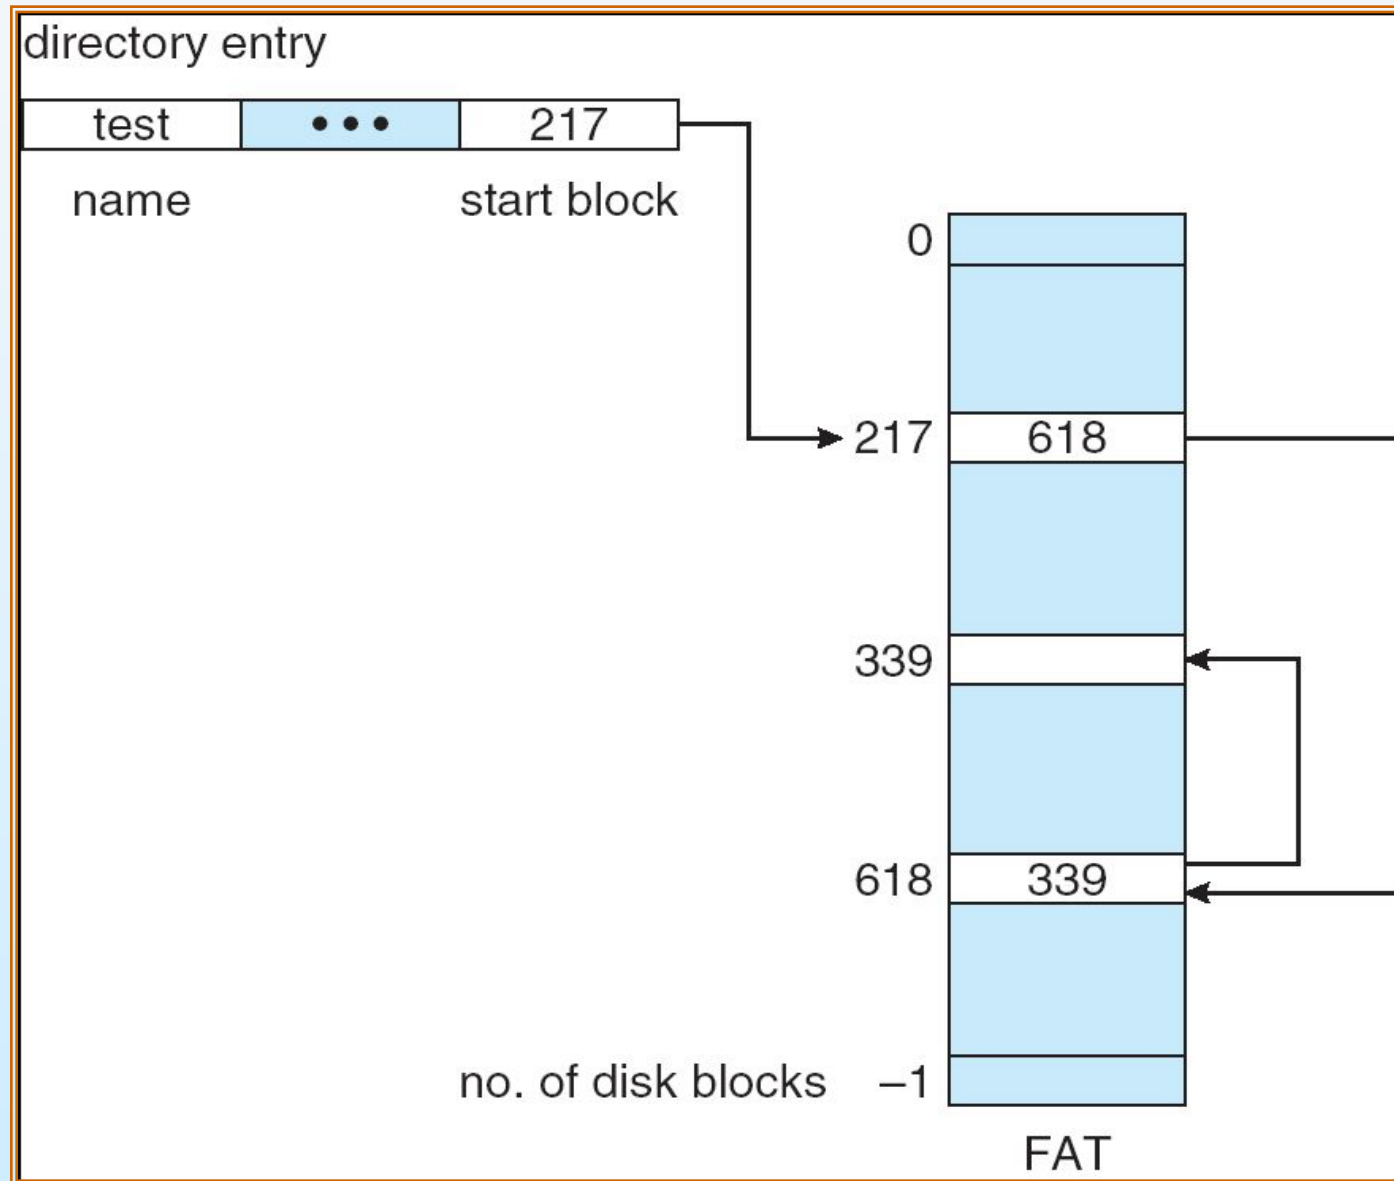 directory entry
test ••• 217
name start block
0
217 618
339
618 339
no. of disk blocks –1
FAT